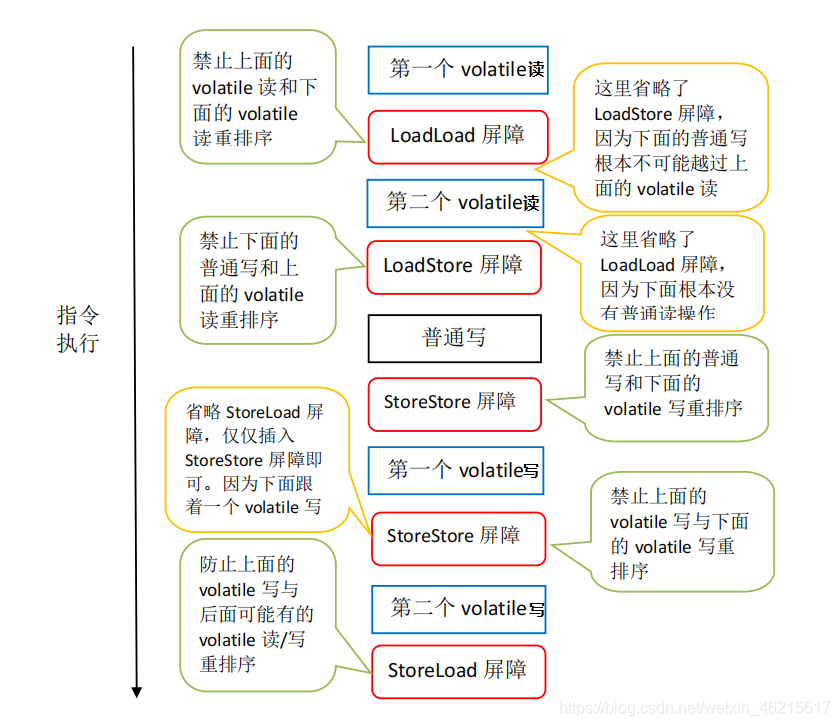 禁止上面的
volatile 读和下
面的 volatile
读重排序
第一个 volatile读
这里省略了
LoadStore 屏障，
因为下面的普通写
根本不可能越过上
面的 volatile 读
LoadLoad 屏障
第二个 volatile读
禁止下面的
普通写和上
面的 volatile
读重排序
这里省略了
LoadLoad 屏障，
因为下面根本没
有普通读操作
LoadStore 屏障
指令
执行
普通写
禁止上面的普通
写和下面的
volatile 写重排序
StoreStore 屏障
省略 StoreLoad 屏
障，仅仅插入
StoreStore 屏障即
可。因为下面跟
着一个 volatile 写
第一个 volatile写
禁止上面的
volatile 写与下面
的 volatile 写重
排序
StoreStore 屏障
防止上面的
volatile 写与
后面可能有的
volatile 读/写
重排序
第二个 volatile写
StoreLoad 屏障
https://blog.csdn.net/weixin_46215617